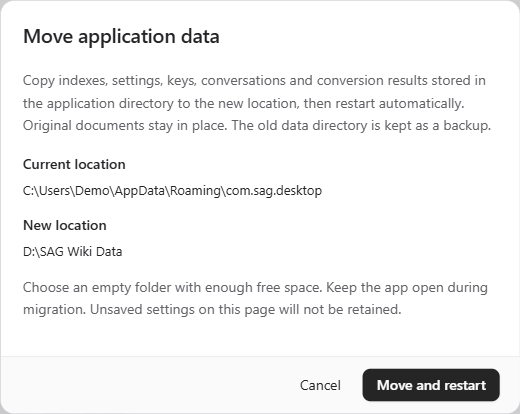 Move application data
Copy indexes, settings, keys, conversations and conversion results stored in
the application directory to the new location, then restart automatically.
Original documents stay in place. The old data directory is kept as a backup.
Current location
C:\Users\Demo\AppData\Roaming\com.sag.desktop
New location
D:\SAG Wiki Data
Choose an empty folder with enough free space. Keep the app open during
migration. Unsaved settings on this page will not be retained.
Cancel
Move and restart